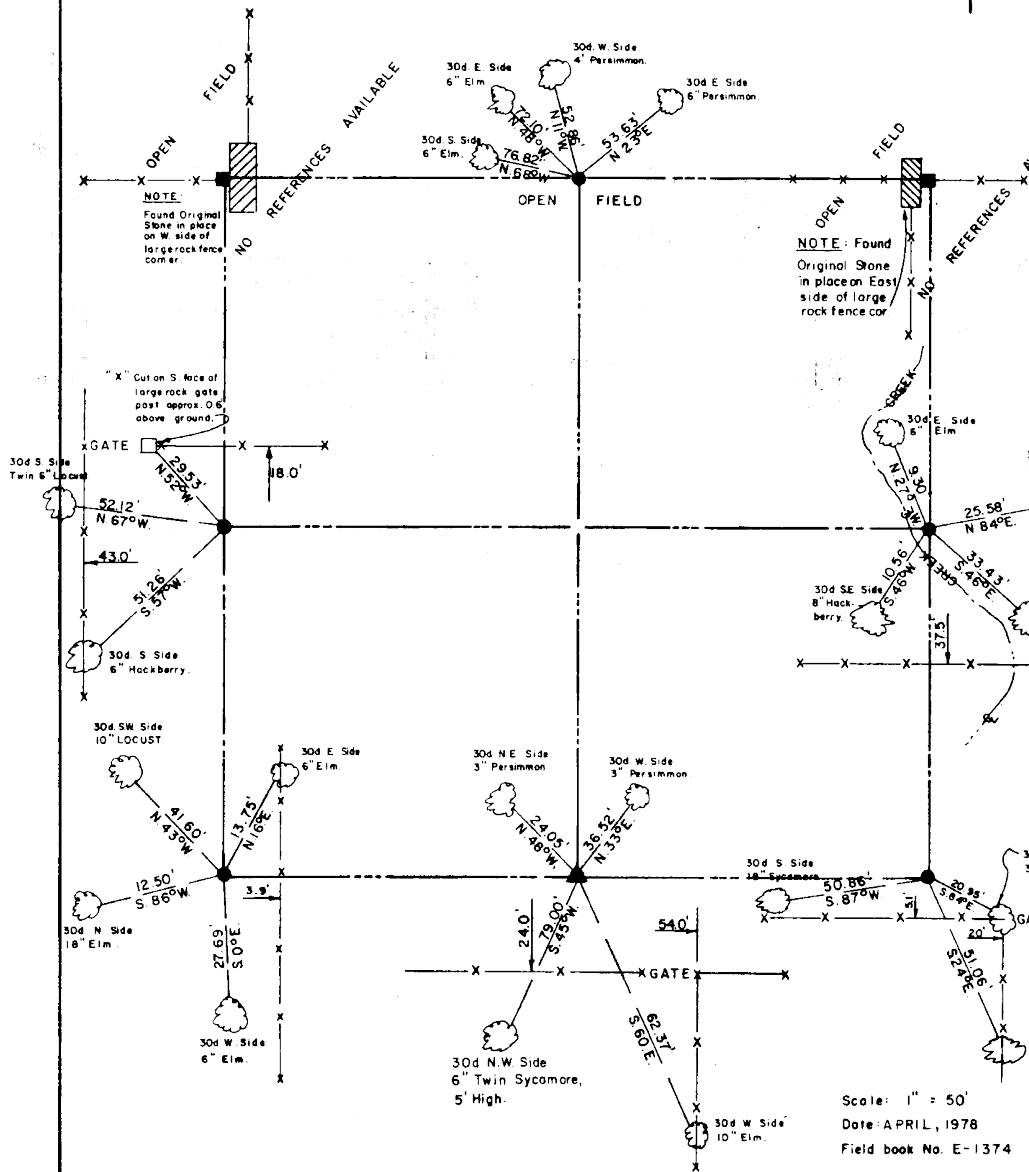 OPEN FIELD
NO REFERENCES AVAILABLE
NOTE:
Found Original
Stone in place
on W. side of
large rock fence
corner.
30d. E. Side
6" Elm.
72.10'
N.48°W.
30d. W. Side
4' Persimmon.
52.86'
N.11°W.
30d. E Side
6" Persimmon.
53.63'
N 23°E
30d. S. Side
6" Elm.
76.82'
N.68°W
OPEN FIELD
OPEN FIELD
NO REFERENCES
NOTE: Found
Original Stone
in place on East
side of large
rock fence cor
"X" Cut on S. face of
large rock gate
post approx. 0.6'
above ground.
GATE
29.53'
N.52°W.
18.0'
30d S. Side
Twin 6" Locust
52.12'
N. 67°W.
43.0'
51.26'
S. 57°W.
30d. S. Side
6" Hackberry.
CREEK
30d E. Side
6" Elm
9.30
25.58'
N 84°E.
CREEK
33.43'
S.46°E.
10.56'
S.46°W
30d S.E. Side
8" Hack-
berry.
37.5'
30d. S.W. Side
10" LOCUST
41.60'
N.43°W.
30d. E Side
6" Elm.
13.75'
N.16°E.
12.50'
S. 86°W.
30d. N. Side
18" Elm.
3.9'
27.69'
S.0°E.
30d. W. Side
6" Elm.
30d N.E. Side
3" Persimmon
24.05'
N.48°W.
30d. W. Side
3" Persimmon.
36.52'
N.33°E.
24.0'
79.00'
S.45°W.
54.0'
GATE
62.37'
S.60.E.
30d N.W. Side
6" Twin Sycamore,
5' High.
30d. W Side
10" Elm.
30d S Side
18" Sycamore
50.86'
S.87°W
5.1'
20.95'
S.84°E
20'
51.06'
S.24°E.
Scale: 1" = 50'
Date: APRIL, 1978
Field book No. E-1374